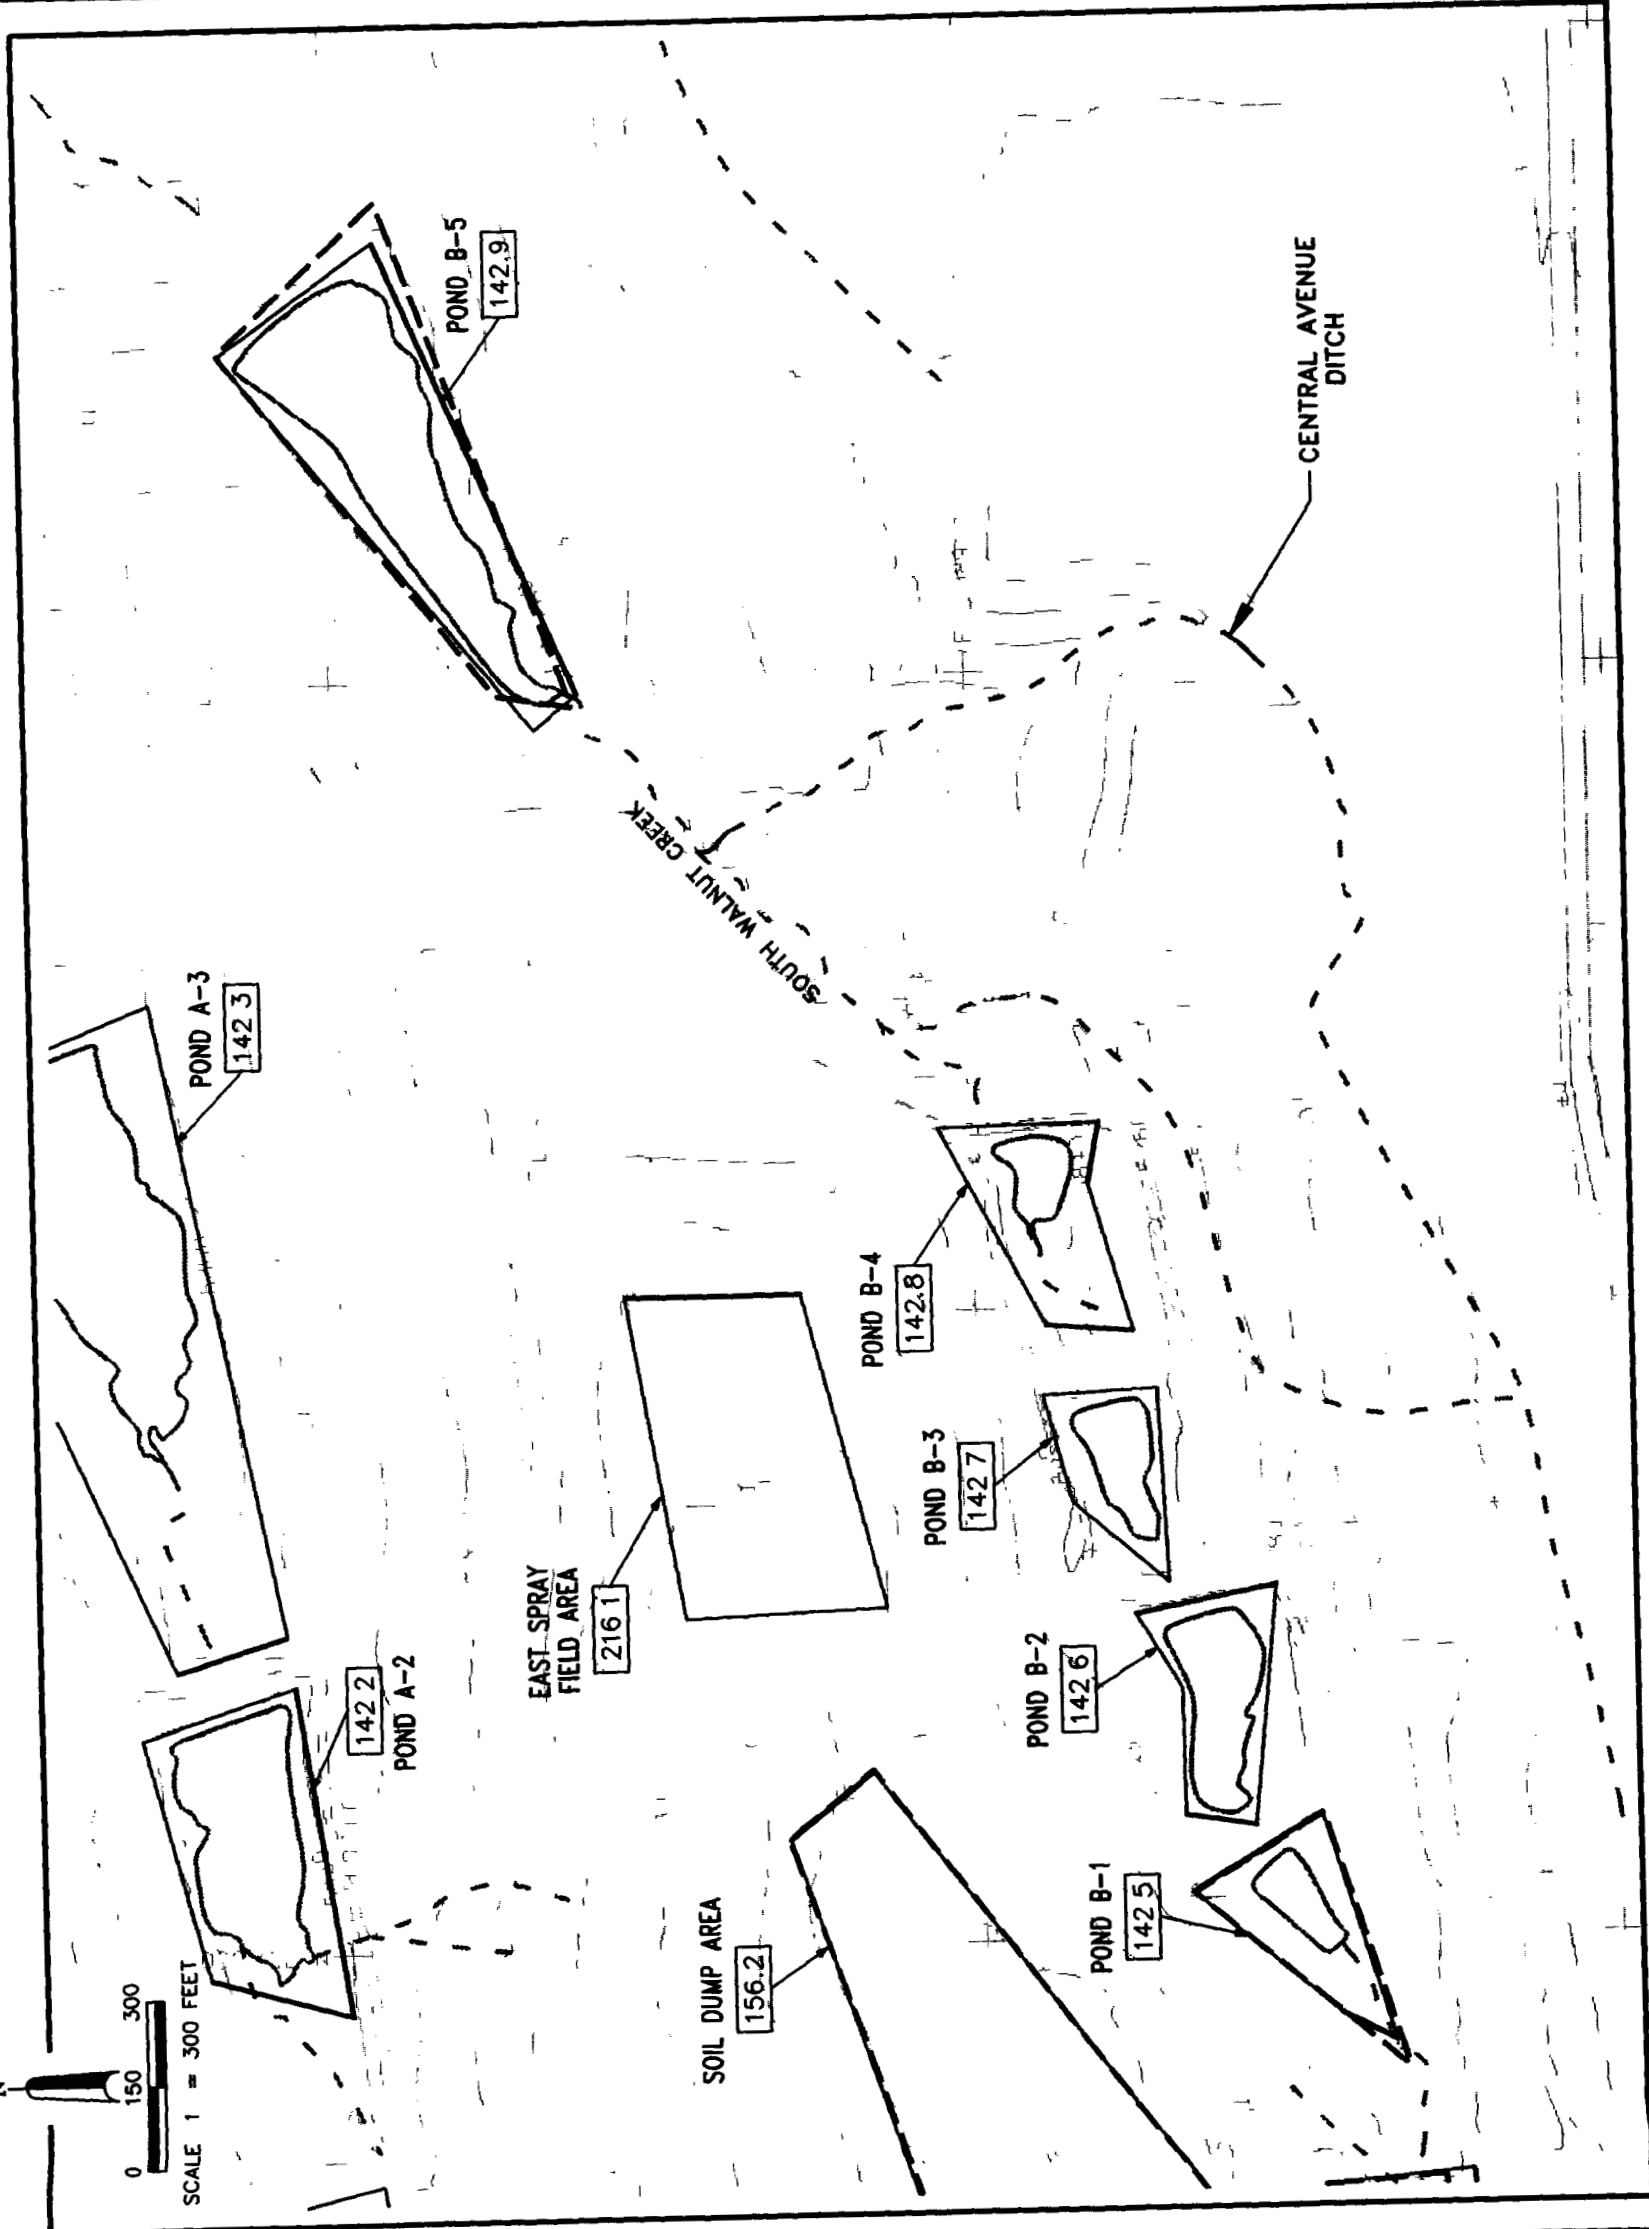 N
0 150 300
SCALE 1 = 300 FEET
142 2
POND A-2
POND A-3
142 3
POND B-5
142.9
EAST SPRAY
FIELD AREA
216 1
SOUTH WALNUT CREEK
SOIL DUMP AREA
156.2
POND B-4
142.8
POND B-3
142 7
POND B-2
142 6
POND B-1
142 5
CENTRAL AVENUE
DITCH